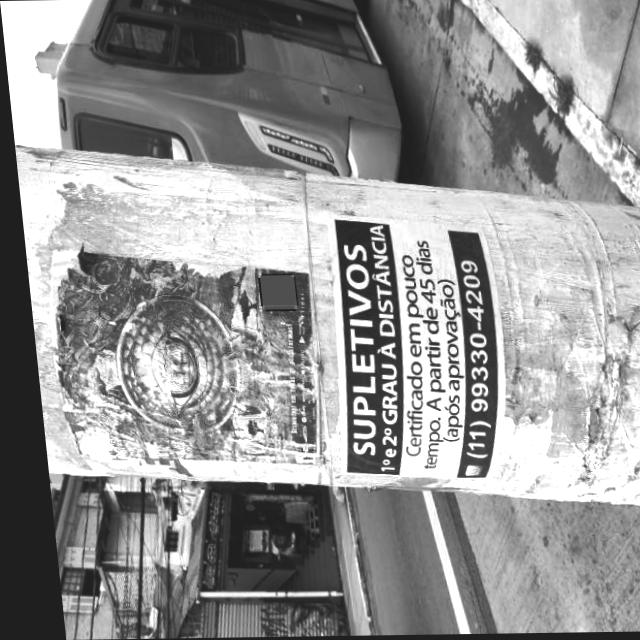 SUPLETIVOS
1º e 2º GRAU À DISTÂNCIA
Certificado em pouco
tempo. A partir de 45 dias
(após aprovação)
(11) 99330-4209